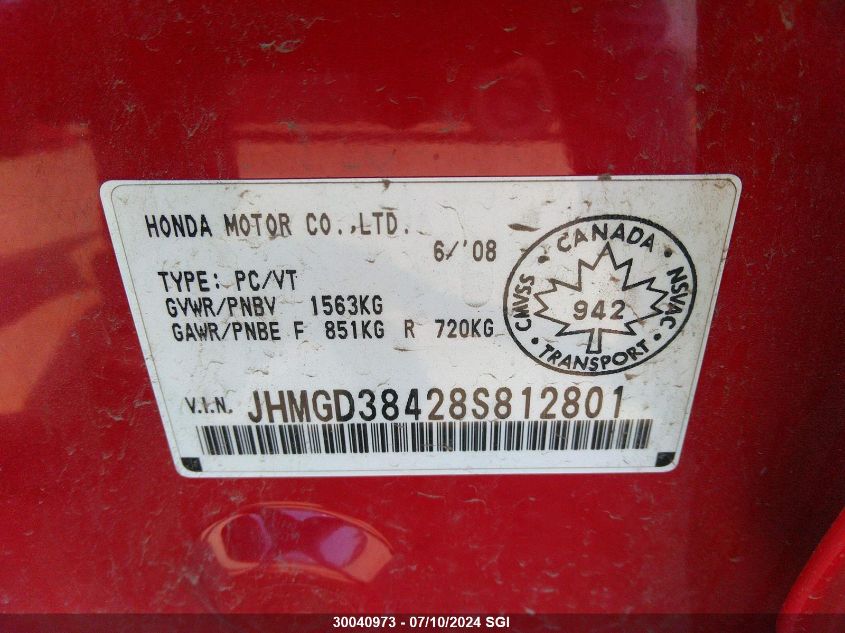 HONDA MOTOR CO.,LTD.
6/'08
TYPE: PC/VT
GVWR/PNBV 1563KG
GAWR/PNBE F 851KG R 720KG
CANADA
CMVSS
942
NSVAC
TRANSPORT
V.I.N. JHMGD38428S812801
30040973 - 07/10/2024 SGI